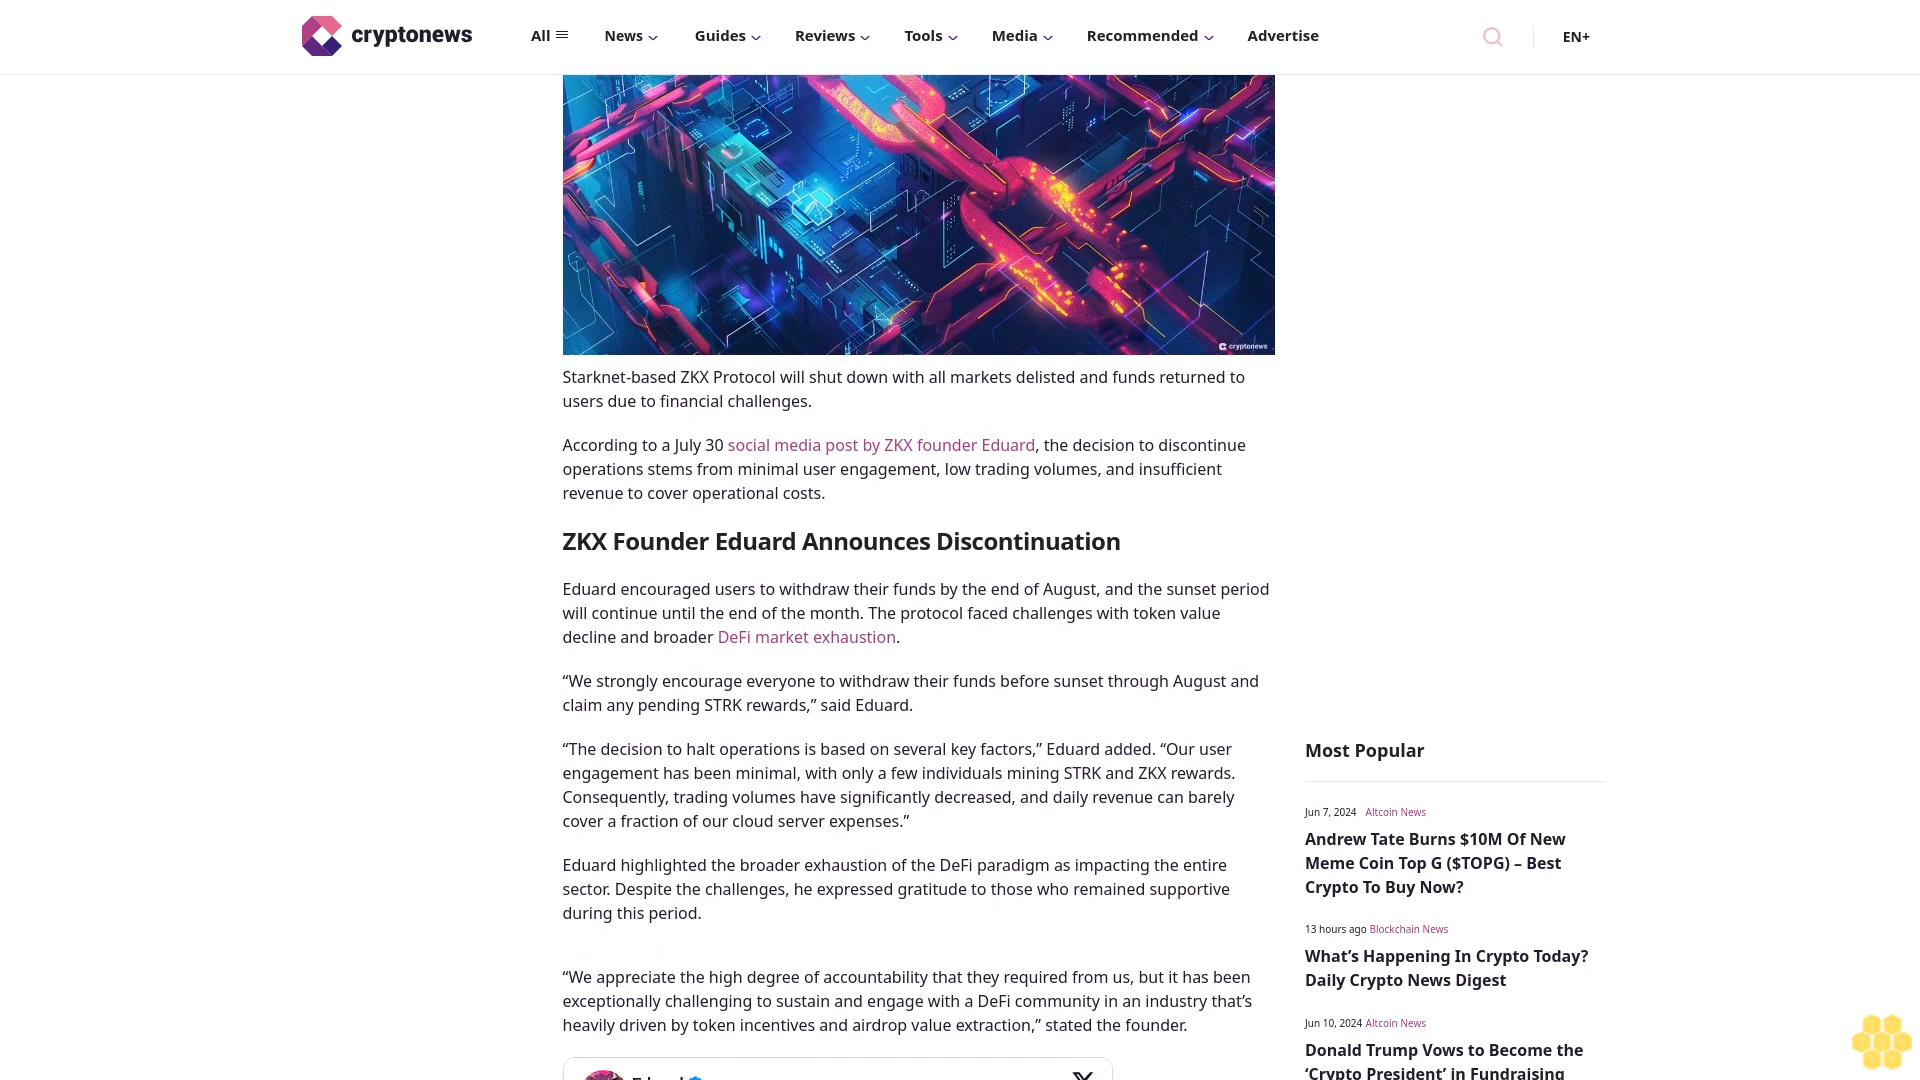 cryptonews
All
News
Guides
Reviews
Tools
Media
Recommended
Advertise
EN+
cryptonews
Starknet-based ZKX Protocol will shut down with all markets delisted and funds returned to
users due to financial challenges.
According to a July 30 social media post by ZKX founder Eduard, the decision to discontinue
operations stems from minimal user engagement, low trading volumes, and insufficient
revenue to cover operational costs.
ZKX Founder Eduard Announces Discontinuation
Eduard encouraged users to withdraw their funds by the end of August, and the sunset period
will continue until the end of the month. The protocol faced challenges with token value
decline and broader DeFi market exhaustion.
“We strongly encourage everyone to withdraw their funds before sunset through August and
claim any pending STRK rewards,” said Eduard.
“The decision to halt operations is based on several key factors,” Eduard added. “Our user
engagement has been minimal, with only a few individuals mining STRK and ZKX rewards.
Consequently, trading volumes have significantly decreased, and daily revenue can barely
cover a fraction of our cloud server expenses.”
Eduard highlighted the broader exhaustion of the DeFi paradigm as impacting the entire
sector. Despite the challenges, he expressed gratitude to those who remained supportive
during this period.
“We appreciate the high degree of accountability that they required from us, but it has been
exceptionally challenging to sustain and engage with a DeFi community in an industry that’s
heavily driven by token incentives and airdrop value extraction,” stated the founder.
Eduard
Most Popular
Jun 7, 2024 Altcoin News
Andrew Tate Burns $10M Of New
Meme Coin Top G ($TOPG) – Best
Crypto To Buy Now?
13 hours ago Blockchain News
What’s Happening In Crypto Today?
Daily Crypto News Digest
Jun 10, 2024 Altcoin News
Donald Trump Vows to Become the
‘Crypto President’ in Fundraising